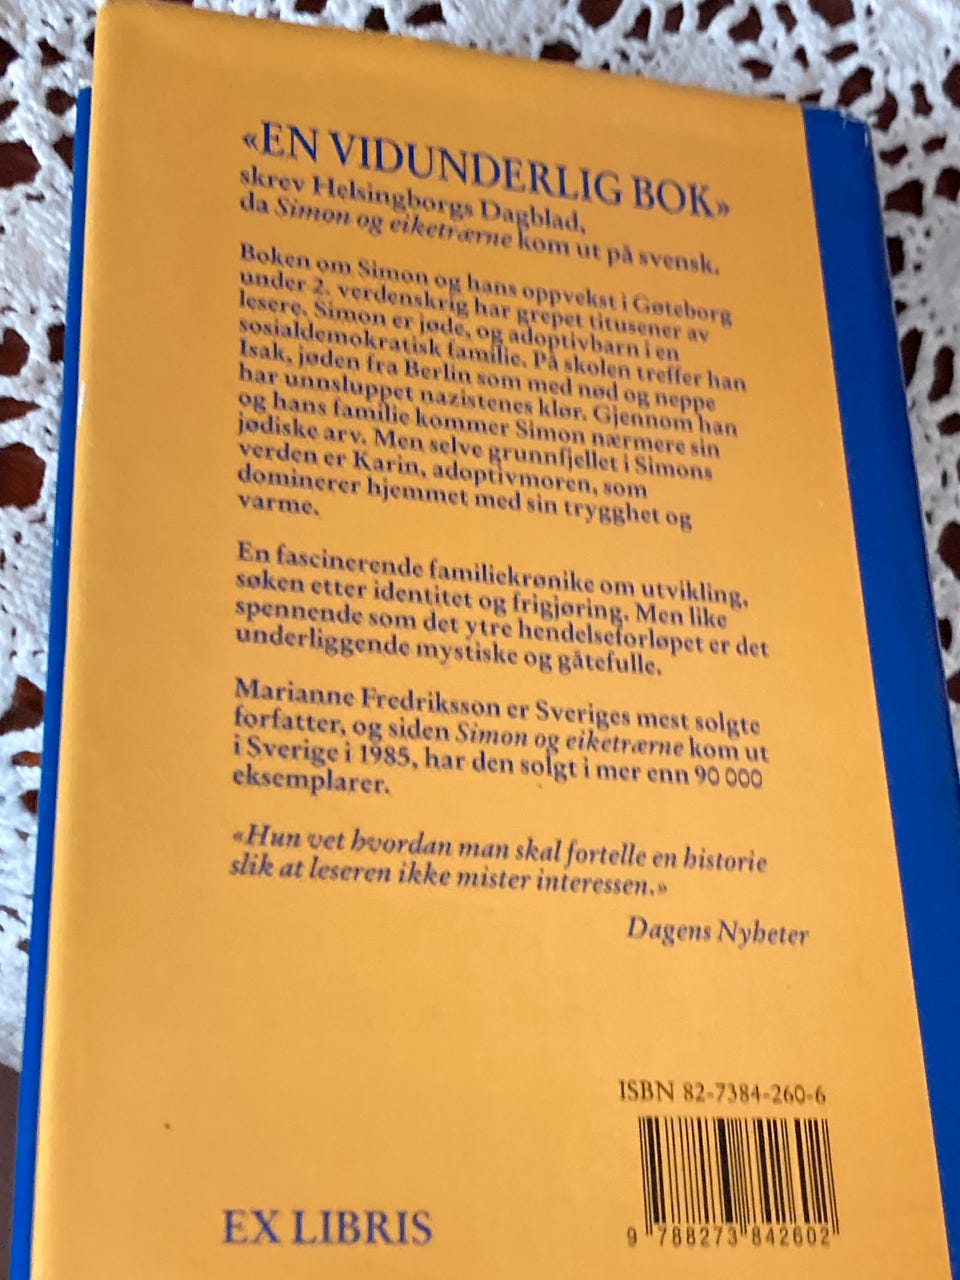 «EN VIDUNDERLIG BOK»
skrev Helsingborgs Dagblad,
da Simon og eiketrærne kom ut på svensk.
Boken om Simon og hans oppvekst i Gøteborg
under 2. verdenskrig har grepet titusener av
lesere. Simon er jøde, og adoptivbarn i en
sosialdemokratisk familie. På skolen treffer han
Isak, jøden fra Berlin som med nød og neppe
har unnsluppet nazistenes klør. Gjennom han
og hans familie kommer Simon nærmere sin
jødiske arv. Men selve grunnfjellet i Simons
verden er Karin, adoptivmoren, som
dominerer hjemmet med sin trygghet og
varme.
En fascinerende familiekrønike om utvikling,
søken etter identitet og frigjøring. Men like
spennende som det ytre hendelseforløpet er det
underliggende mystiske og gåtefulle.
Marianne Fredriksson er Sveriges mest solgte
forfatter, og siden Simon og eiketrærne kom ut
i Sverige i 1985, har den solgt i mer enn 90 000
eksemplarer.
«Hun vet hvordan man skal fortelle en historie
slik at leseren ikke mister interessen.»
Dagens Nyheter
ISBN 82-7384-260-6
9 788273 842602
EX LIBRIS